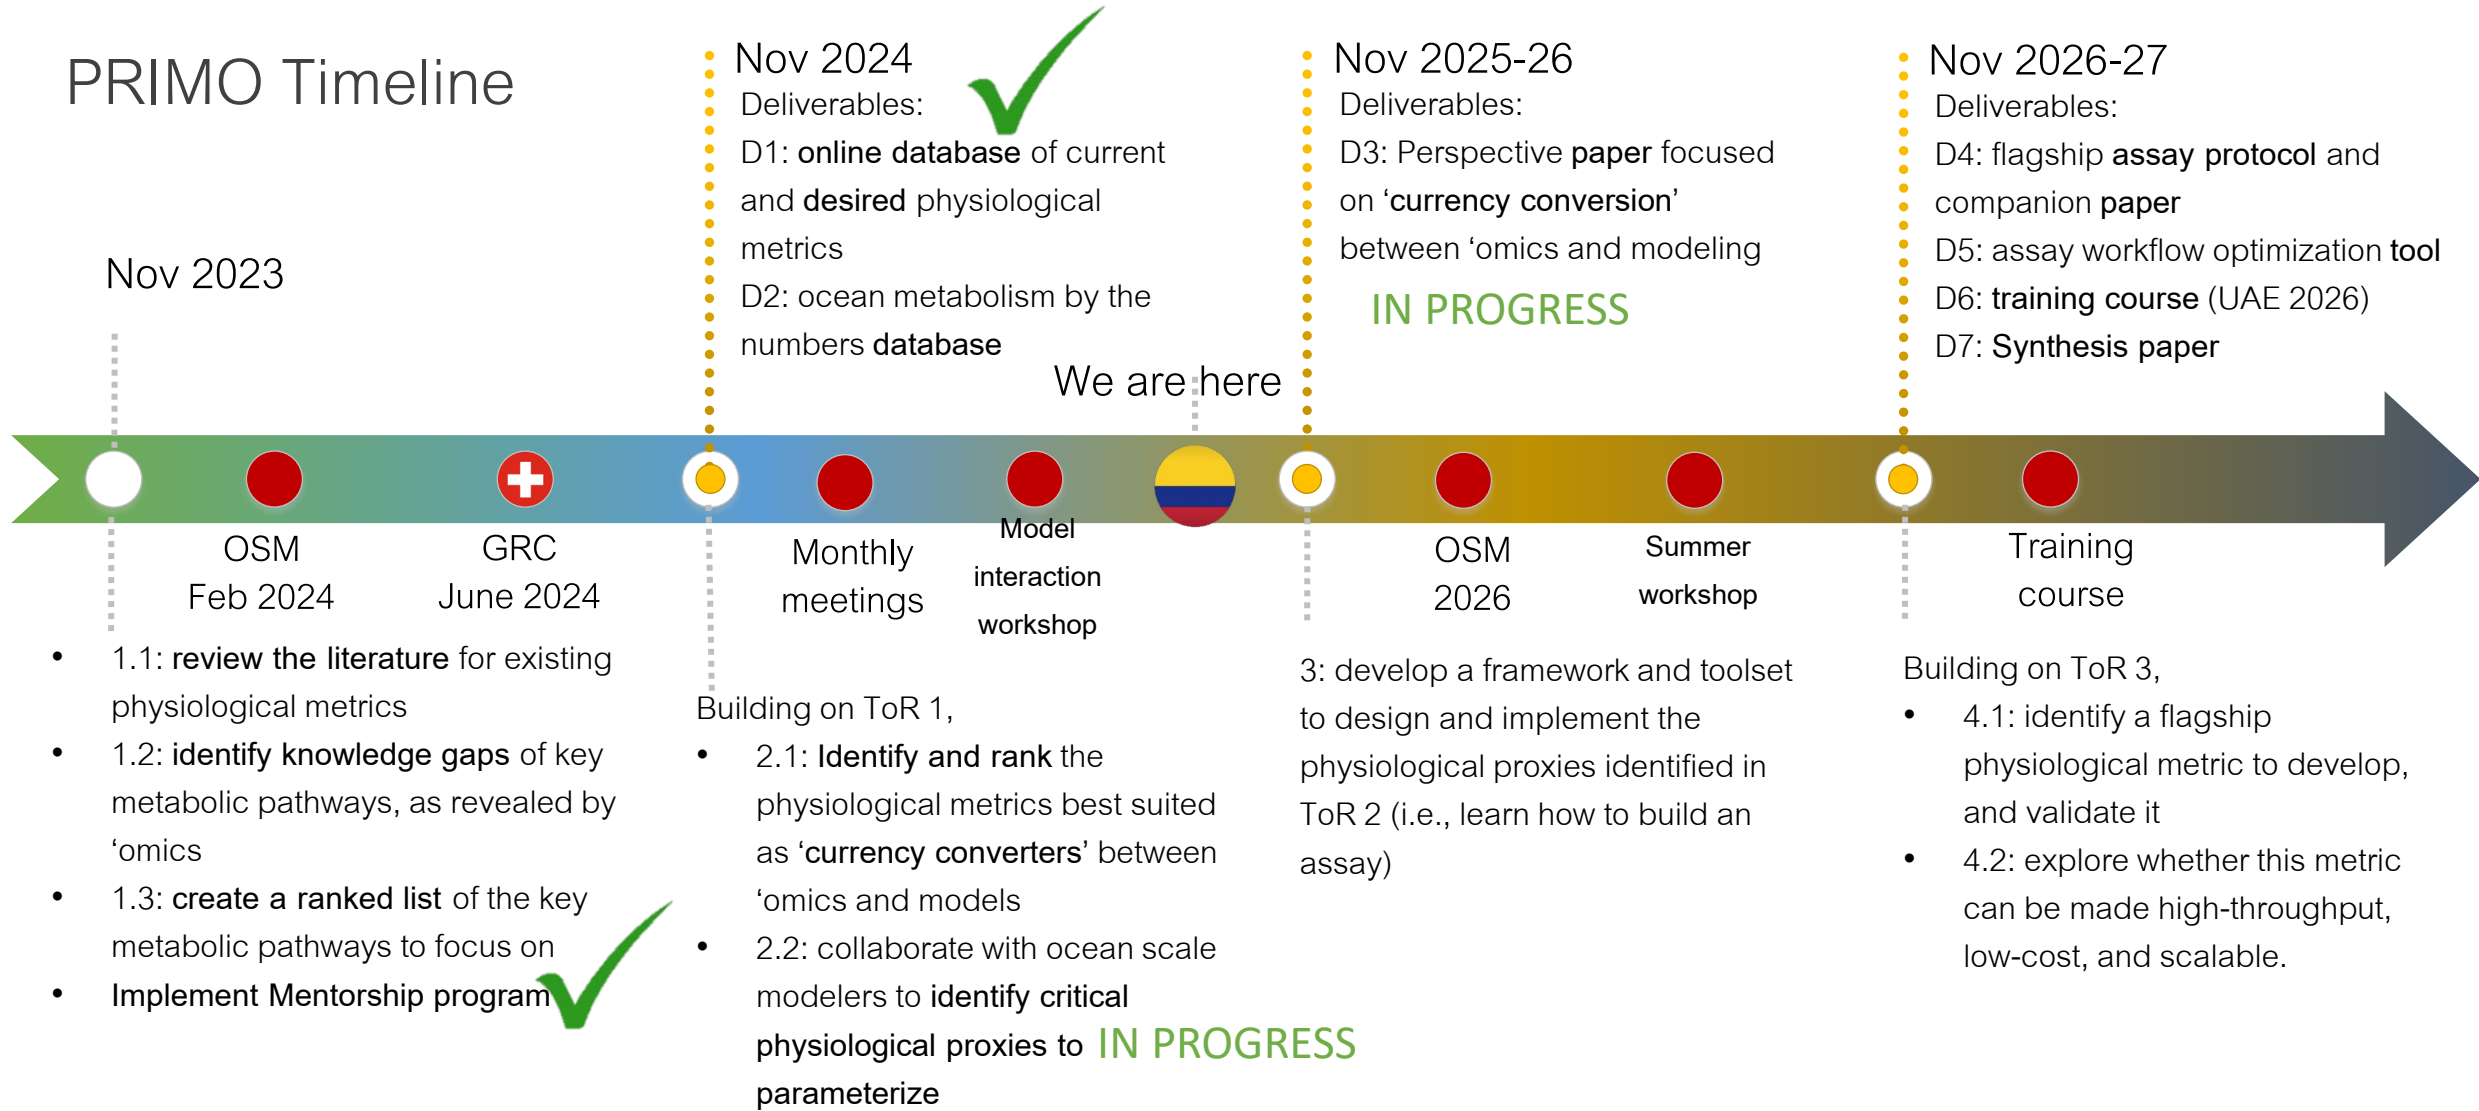 PRIMO Timeline
Nov 2023
Nov 2024
Deliverables:
D1: online database of current
and desired physiological
metrics
D2: ocean metabolism by the
numbers database
We are here
Nov 2025-26
Deliverables:
D3: Perspective paper focused
on ‘currency conversion’
between ‘omics and modeling
IN PROGRESS
Nov 2026-27
Deliverables:
D4: flagship assay protocol and
companion paper
D5: assay workflow optimization tool
D6: training course (UAE 2026)
D7: Synthesis paper
OSM
Feb 2024
GRC
June 2024
Monthly
meetings
Model
interaction
workshop
OSM
2026
Summer
workshop
Training
course
• 1.1: review the literature for existing
physiological metrics
• 1.2: identify knowledge gaps of key
metabolic pathways, as revealed by
‘omics
• 1.3: create a ranked list of the key
metabolic pathways to focus on
• Implement Mentorship program
Building on ToR 1,
• 2.1: Identify and rank the
physiological metrics best suited
as ‘currency converters’ between
‘omics and models
• 2.2: collaborate with ocean scale
modelers to identify critical
physiological proxies to
parameterize
IN PROGRESS
3: develop a framework and toolset
to design and implement the
physiological proxies identified in
ToR 2 (i.e., learn how to build an
assay)
Building on ToR 3,
• 4.1: identify a flagship
physiological metric to develop,
and validate it
• 4.2: explore whether this metric
can be made high-throughput,
low-cost, and scalable.